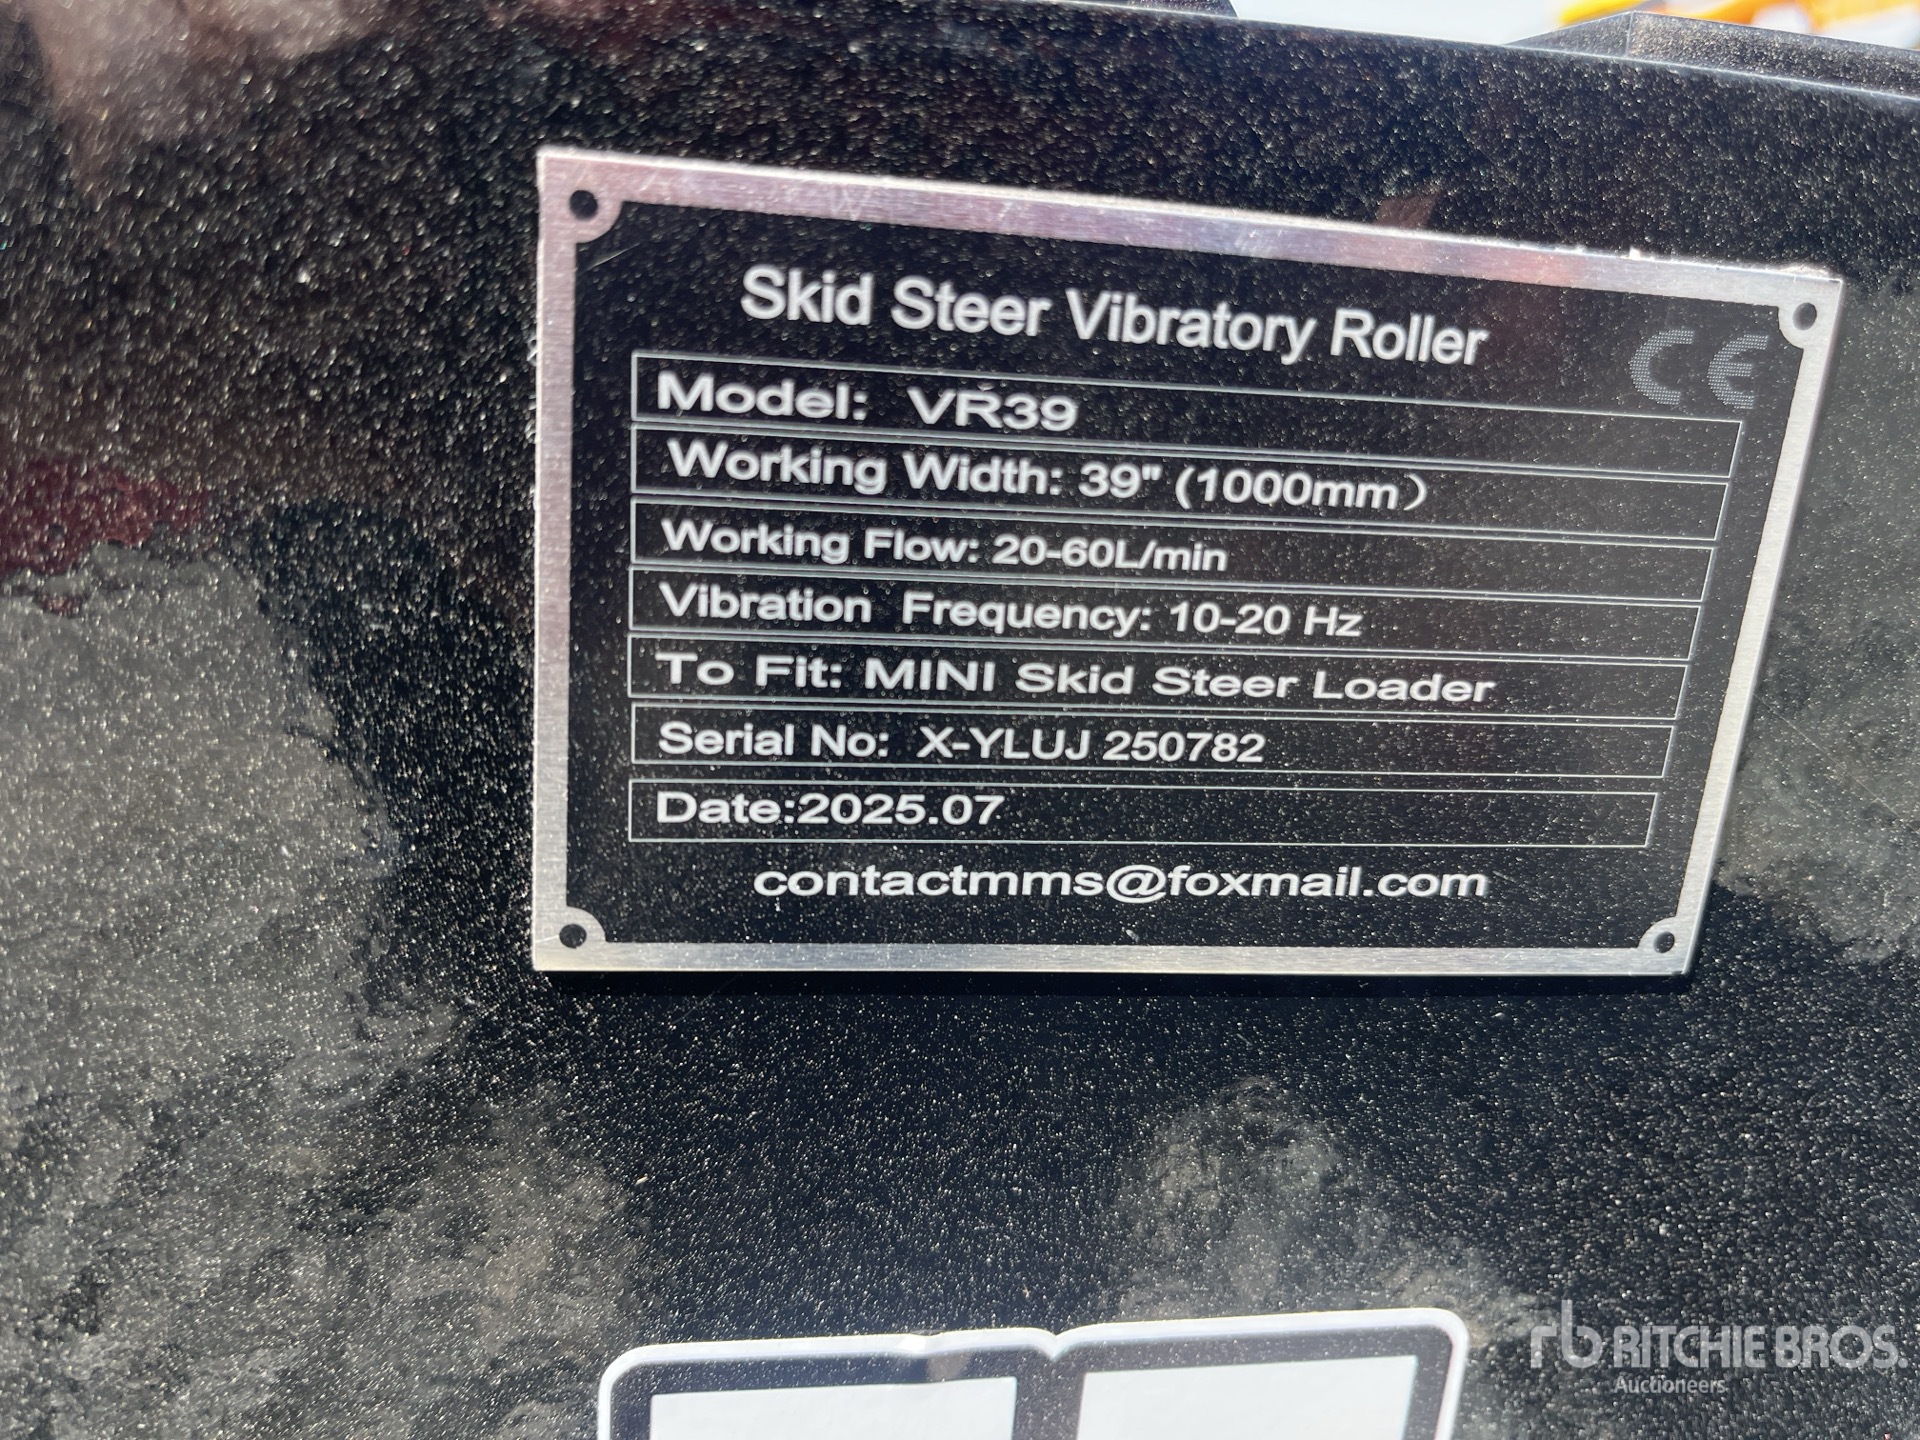 Skid Steer Vibratory Roller
CE
Model: VR39
Working Width: 39" (1000mm)
Working Flow: 20-60L/min
Vibration Frequency: 10-20 Hz
To Fit: MINI Skid Steer Loader
Serial No: X-YLUJ 250782
Date:2025.07
contactmms@foxmail.com
rb RITCHIE BROS.
Auctioneers